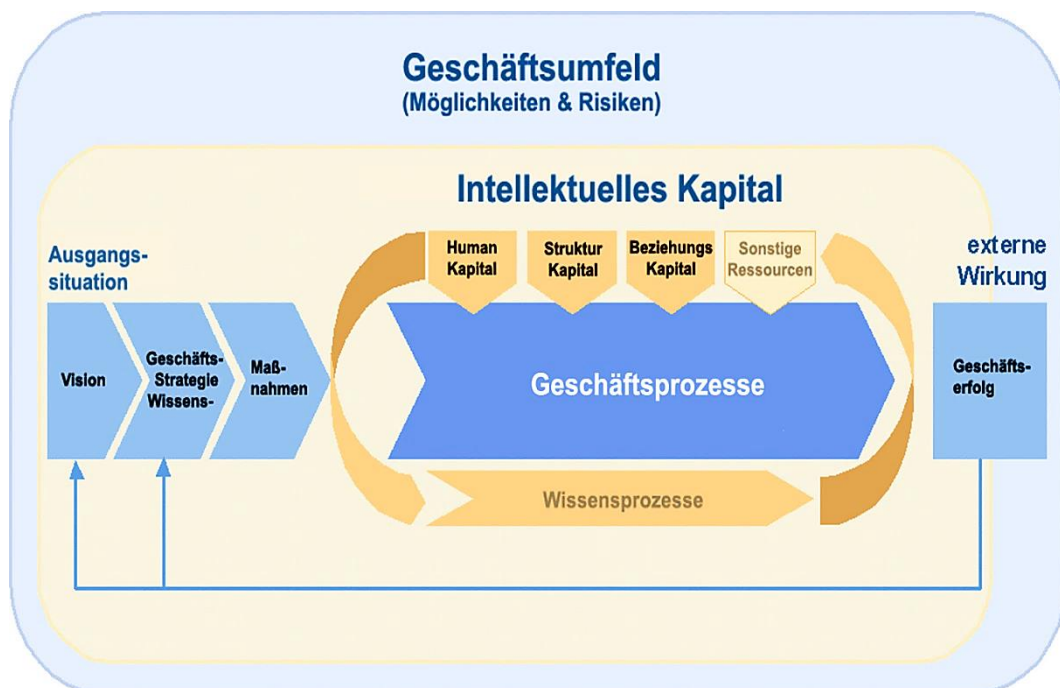 Geschäftsumfeld
(Möglichkeiten & Risiken)
Intellektuelles Kapital
Ausgangs-
situation
Human
Kapital
Struktur
Kapital
Beziehungs
Kapital
Sonstige
Ressourcen
externe
Wirkung
Vision
Geschäfts-
Strategie
Wissens-
Maß-
nahmen
Geschäftsprozesse
Geschäfts-
erfolg
Wissensprozesse